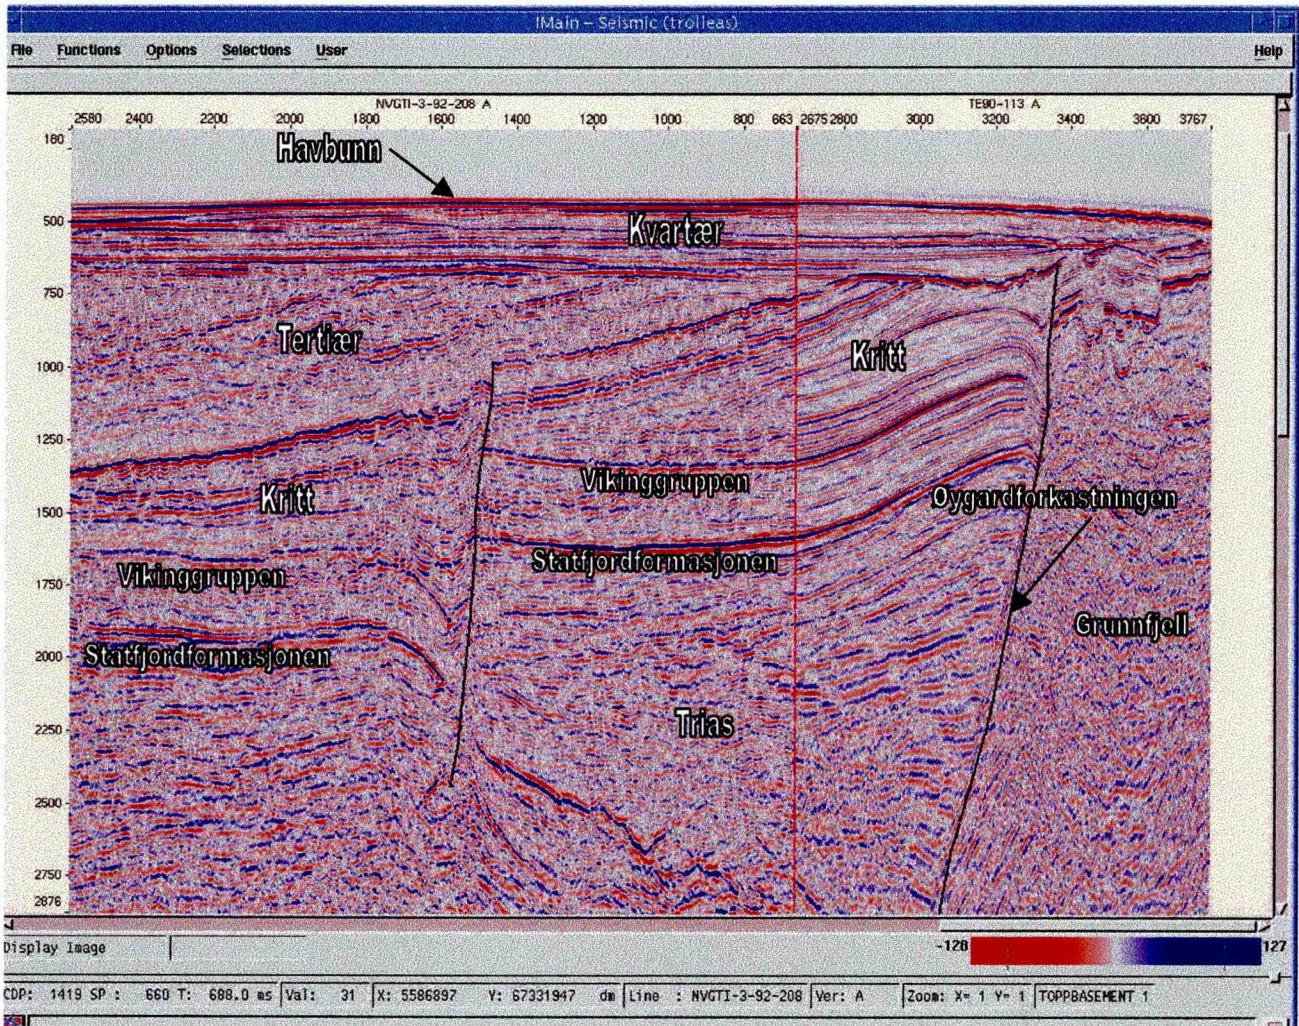 IMain - Seismic (trolleas)
File Functions Options Selections User Help
NVGTI-3-92-208 A TE90-113 A
2580 2400 2200 2000 1800 1600 1400 1200 1000 800 663 2675 2800 3000 3200 3400 3600 3767
180
Havbunn
500
Kvartær
750
Tertiær
Kritt
1000
1250
Vikinggruppen
Kritt
Øygardforkastningen
1500
Statfjordformasjonen
Vikinggruppen
1750
Grunnfjell
Statfjordformasjonen
2000
Trias
2250
2500
2750
2876
Display Image
-128 127
CDP: 1419 SP : 660 T: 688.0 ms Val: 31 X: 5586897 Y: 67331947 dm Line : NVGTI-3-92-208 Ver: A Zoom: X= 1 Y= 1 TOPPBASEMENT 1